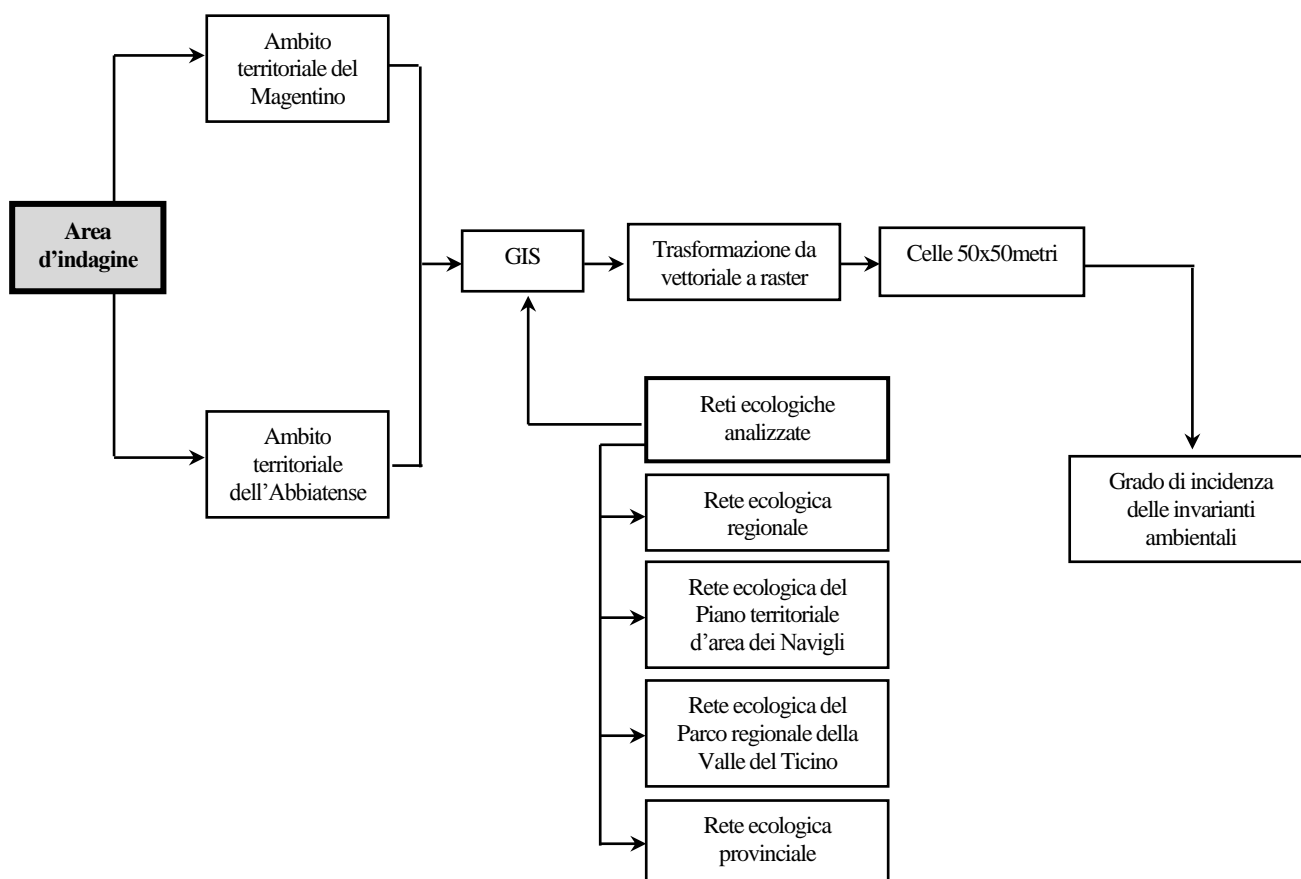 Ambito
territoriale del
Magentino
Area
d’indagine
GIS
Trasformazione da
vettoriale a raster
Celle 50x50metri
Reti ecologiche
analizzate
Ambito
territoriale
dell’Abbiatense
Grado di incidenza
delle invarianti
ambientali
Rete ecologica
regionale
Rete ecologica del
Piano territoriale
d’area dei Navigli
Rete ecologica del
Parco regionale della
Valle del Ticino
Rete ecologica
provinciale